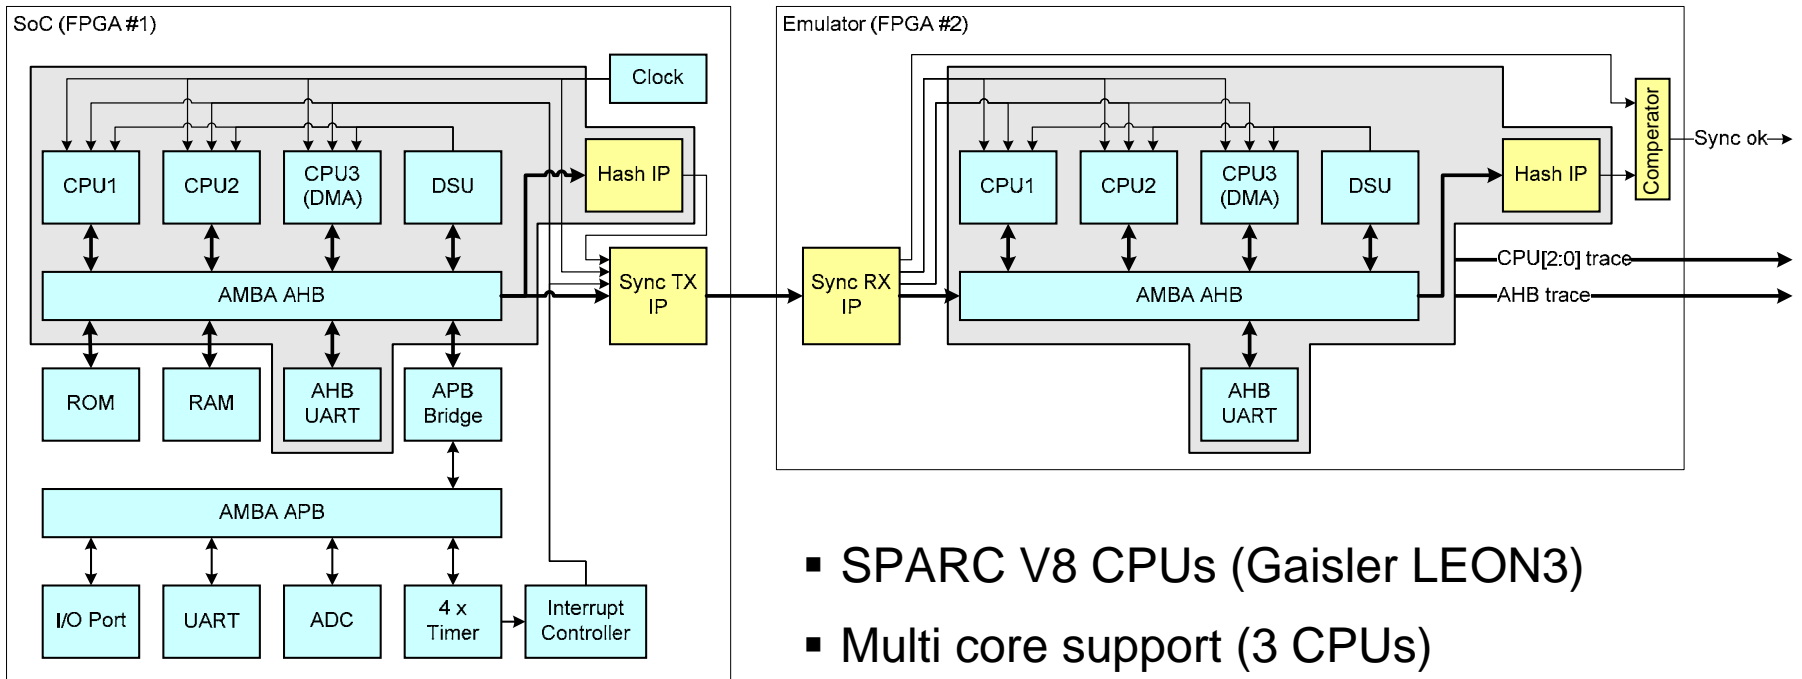 SoC (FPGA #1)
Clock
CPU1
CPU2
CPU3
(DMA)
DSU
Hash IP
AMBA AHB
Sync TX
IP
ROM
RAM
AHB
UART
APB
Bridge
AMBA APB
I/O Port
UART
ADC
4 x
Timer
Interrupt
Controller
Emulator (FPGA #2)
CPU1
CPU2
CPU3
(DMA)
DSU
Hash IP
Comperator
Sync ok
Sync RX
IP
AMBA AHB
CPU[2:0] trace
AHB trace
AHB
UART
▪ SPARC V8 CPUs (Gaisler LEON3)
▪ Multi core support (3 CPUs)